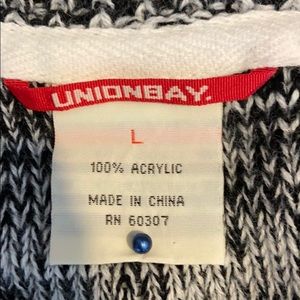 UNIONBAY.
L
100% ACRYLIC
MADE IN CHINA
RN 60307